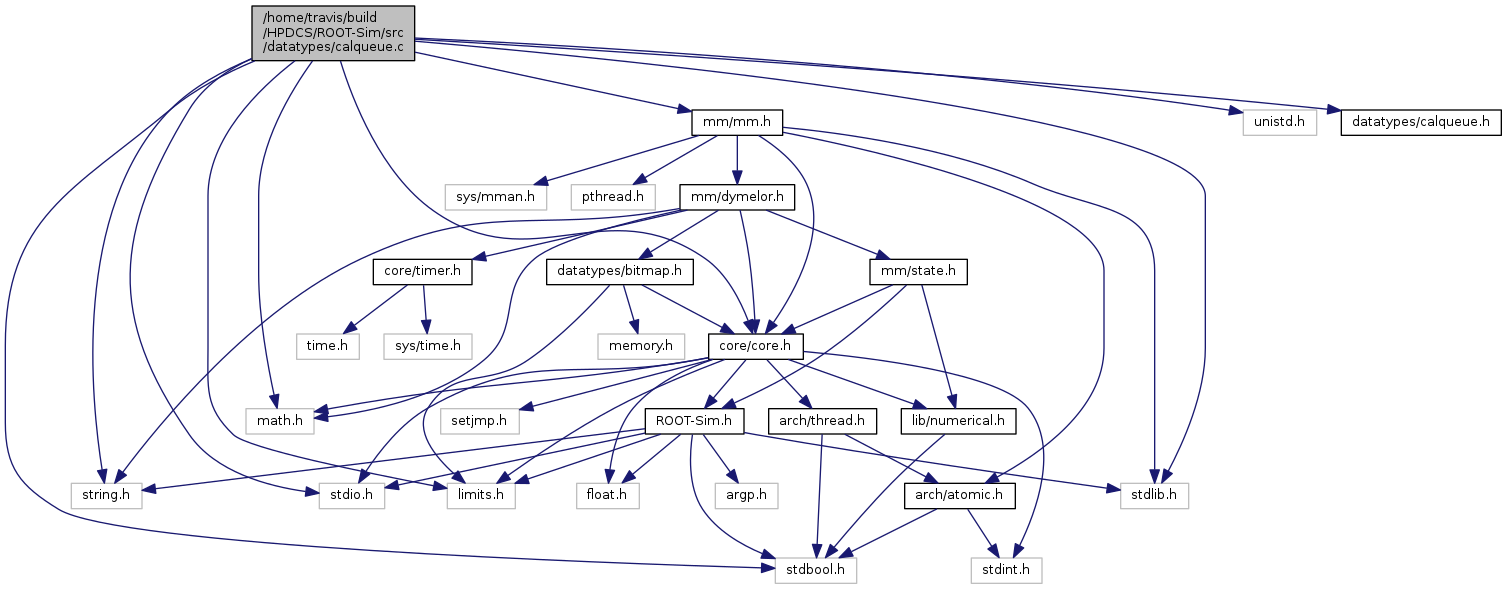 /home/travis/build
/HPDCS/ROOT-Sim/src
/datatypes/calqueue.c
mm/mm.h
unistd.h
datatypes/calqueue.h
sys/mman.h
pthread.h
mm/dymelor.h
core/timer.h
datatypes/bitmap.h
mm/state.h
time.h
sys/time.h
memory.h
core/core.h
math.h
setjmp.h
ROOT-Sim.h
arch/thread.h
lib/numerical.h
string.h
stdio.h
limits.h
float.h
argp.h
arch/atomic.h
stdlib.h
stdbool.h
stdint.h